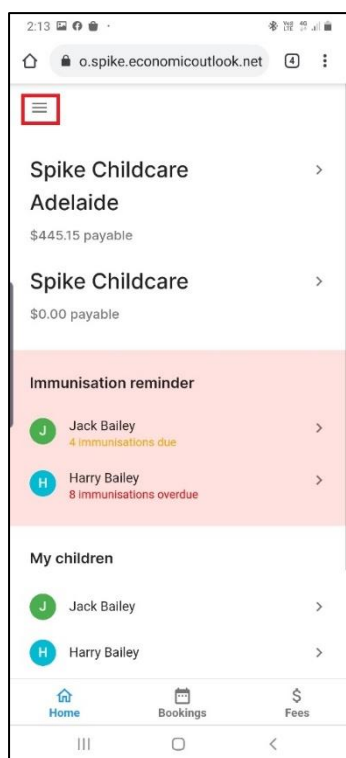 2:13
VoLTE 4G
o.spike.economicoutlook.net 4
Spike Childcare
Adelaide
$445.15 payable
Spike Childcare
$0.00 payable
Immunisation reminder
J Jack Bailey
4 immunisations due
H Harry Bailey
8 immunisations overdue
My children
J Jack Bailey
H Harry Bailey
Home Bookings $ Fees